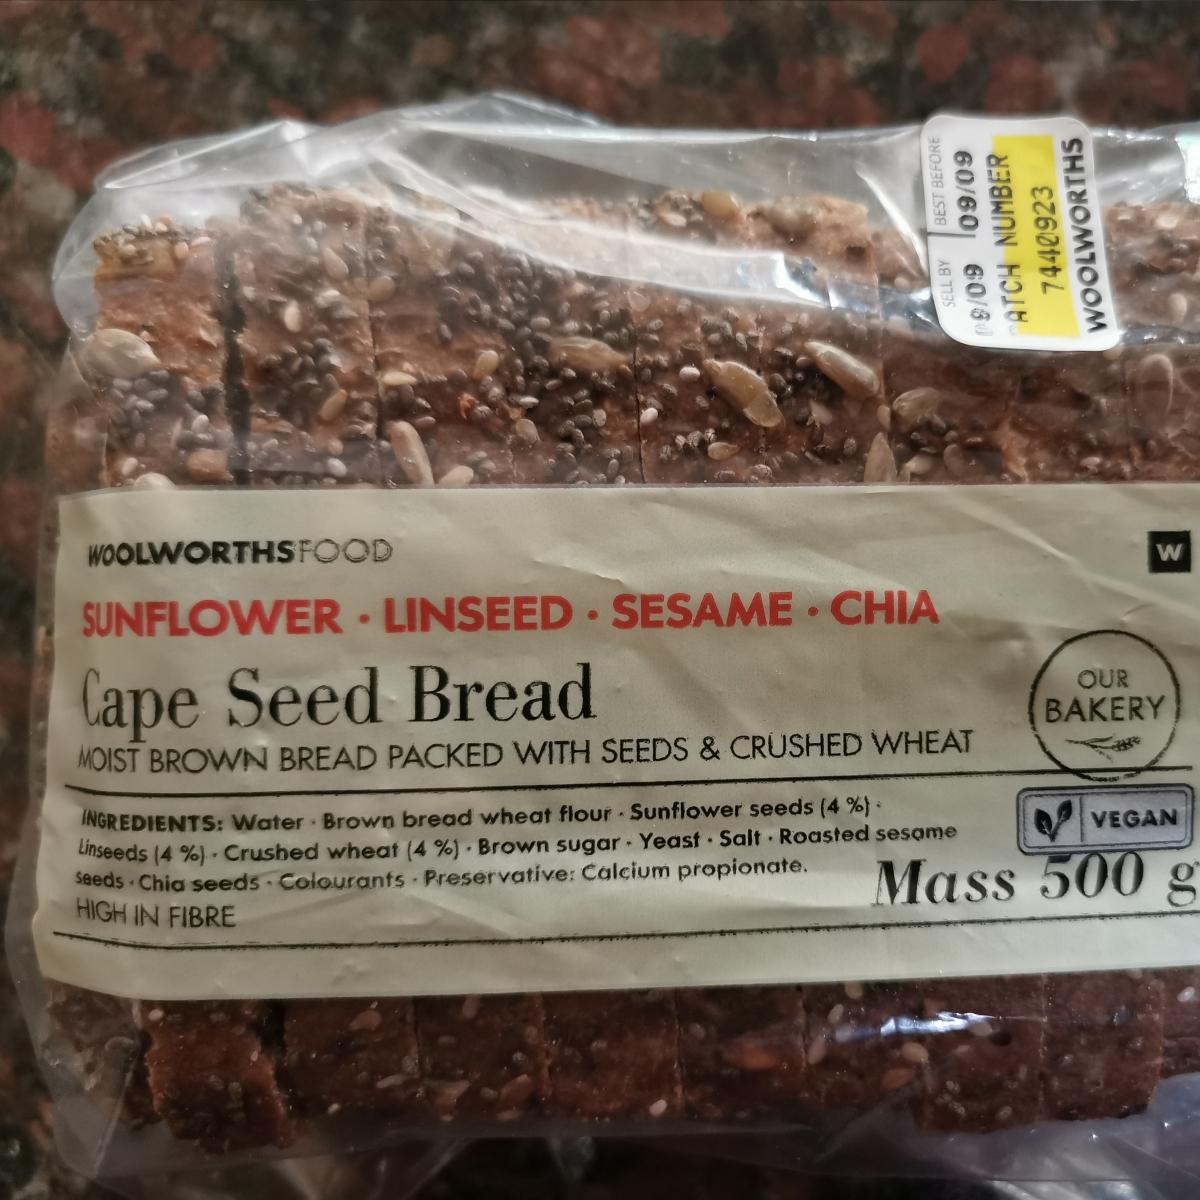 SELL BY | BEST BEFORE
09/09 | 09/09
BATCH NUMBER
7440923
WOOLWORTHS
WOOLWORTHSFOOD
W
SUNFLOWER · LINSEED · SESAME · CHIA
Cape Seed Bread
OUR
BAKERY
MOIST BROWN BREAD PACKED WITH SEEDS & CRUSHED WHEAT
INGREDIENTS: Water · Brown bread wheat flour · Sunflower seeds (4 %) ·
Linseeds (4 %) · Crushed wheat (4 %) · Brown sugar · Yeast · Salt · Roasted sesame
seeds · Chia seeds · Colourants · Preservative: Calcium propionate.
HIGH IN FIBRE
VEGAN
Mass 500 g